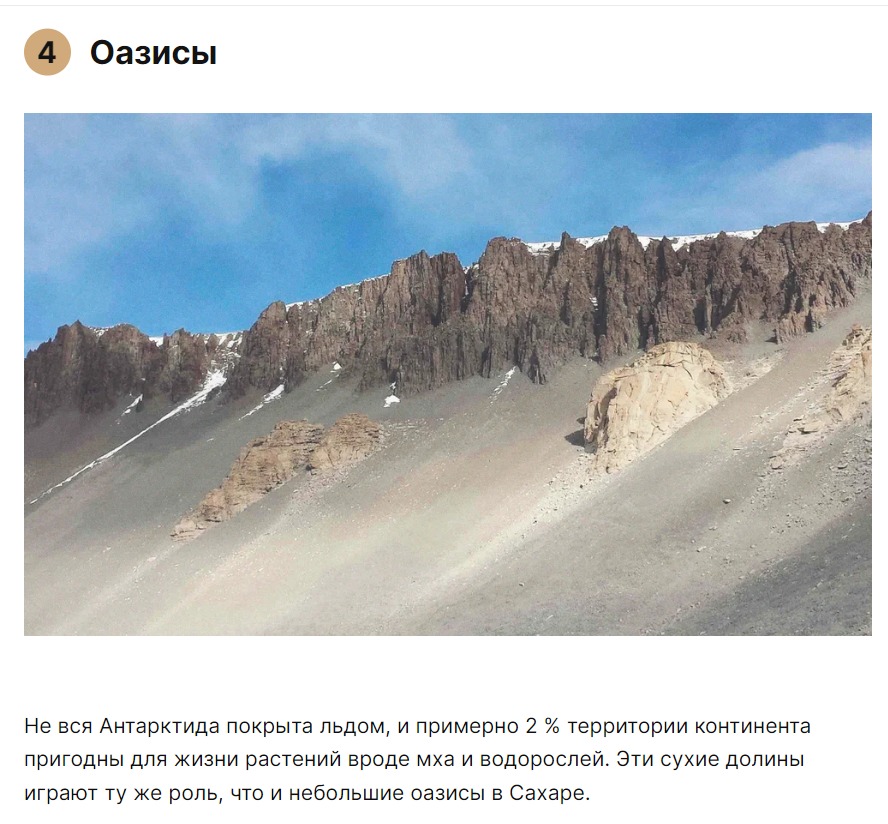 4 Оазисы
Не вся Антарктида покрыта льдом, и примерно 2 % территории континента
пригодны для жизни растений вроде мха и водорослей. Эти сухие долины
играют ту же роль, что и небольшие оазисы в Сахаре.